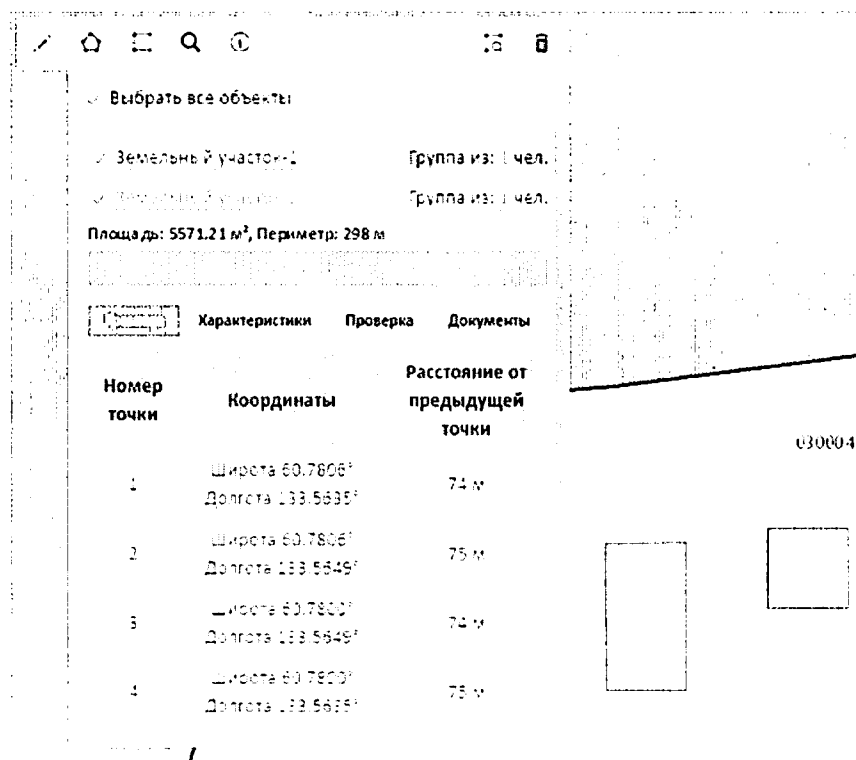 Выбрать все объекты
Земельный участок-1 Группа из: 1 чел.
Группа из: 1 чел.
Площадь: 5571.21 м², Периметр: 298 м
Характеристики Проверка Документы
Номер точки Координаты Расстояние от предыдущей точки
1 Широта 60.7806° Долгота 133.5635° 74 м
2 Широта 60.7806° Долгота 133.5649° 75 м
3 Широта 60.7800° Долгота 133.5649° 74 м
4 Широта 60.7800° Долгота 133.5635° 75 м
030004